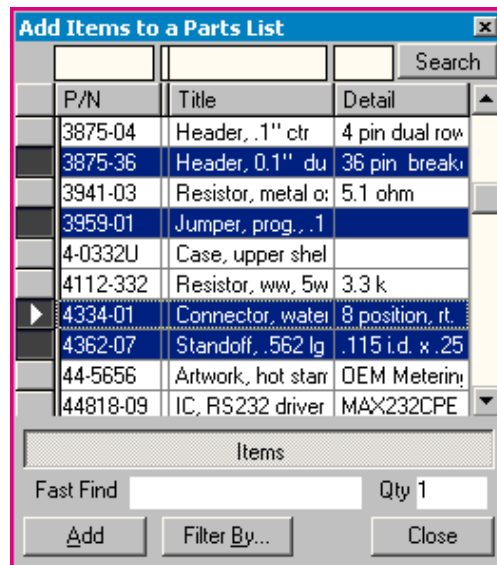 Add Items to a Parts List
Search
P/N Title Detail
3875-04 Header, .1" ctr 4 pin dual row
3875-36 Header, 0.1" du 36 pin break
3941-03 Resistor, metal o 5.1 ohm
3959-01 Jumper, prog., .1
4-0332U Case, upper shel
4112-332 Resistor, ww, 5w 3.3 k
4334-01 Connector, water 8 position, rt.
4362-07 Standoff, .562 lg .115 i.d. x .25
44-5656 Artwork, hot stam OEM Metering
44818-09 IC, RS232 driver MAX232CPE
Items
Fast Find Qty 1
Add Filter By... Close